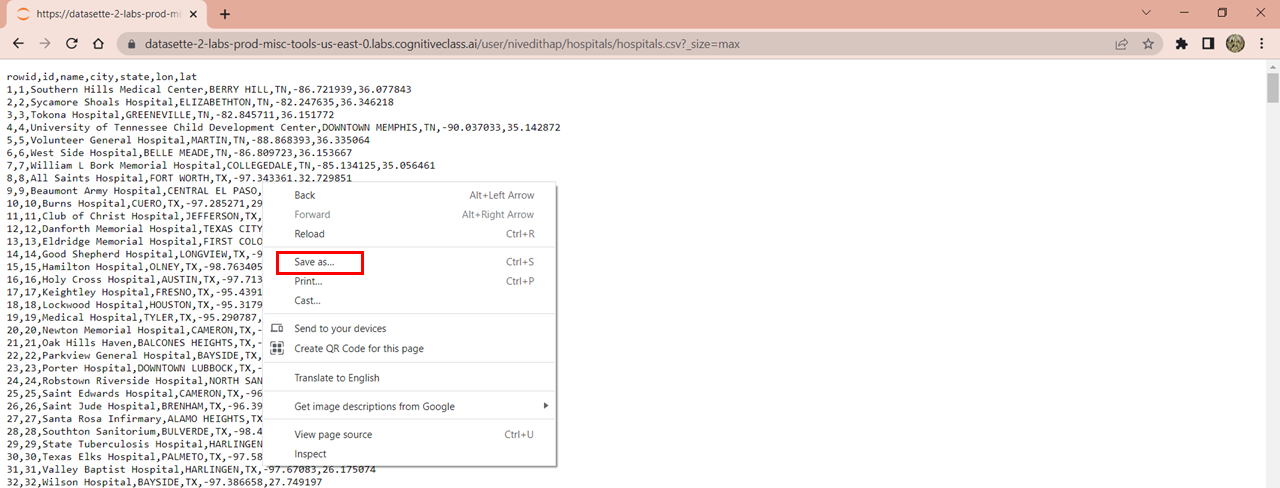 https://datasette-2-labs-prod-mi
datasette-2-labs-prod-misc-tools-us-east-0.labs.cognitiveclass.ai/user/nivedithap/hospitals/hospitals.csv?_size=max
rowid,id,name,city,state,lon,lat
1,1,Southern Hills Medical Center,BERRY HILL,TN,-86.721939,36.077843
2,2,Sycamore Shoals Hospital,ELIZABETHTON,TN,-82.247635,36.346218
3,3,Tokona Hospital,GREENEVILLE,TN,-82.845711,36.151772
4,4,University of Tennessee Child Development Center,DOWNTOWN MEMPHIS,TN,-90.037033,35.142872
5,5,Volunteer General Hospital,MARTIN,TN,-88.868393,36.335064
6,6,West Side Hospital,BELLE MEADE,TN,-86.809723,36.153667
7,7,William L Bork Memorial Hospital,COLLEGEDALE,TN,-85.134125,35.056461
8,8,All Saints Hospital,FORT WORTH,TX,-97.343361,32.729851
9,9,Beaumont Army Hospital,CENTRAL EL PASO,
10,10,Burns Hospital,CUERO,TX,-97.285271,29
11,11,Club of Christ Hospital,JEFFERSON,TX,
12,12,Danforth Memorial Hospital,TEXAS CITY
13,13,Eldridge Memorial Hospital,FIRST COLO
14,14,Good Shepherd Hospital,LONGVIEW,TX,-9
15,15,Hamilton Hospital,OLNEY,TX,-98.763405
16,16,Holy Cross Hospital,AUSTIN,TX,-97.713
17,17,Keightley Hospital,FRESNO,TX,-95.4391
18,18,Lockwood Hospital,HOUSTON,TX,-95.3179
19,19,Medical Hospital,TYLER,TX,-95.290787,
20,20,Newton Memorial Hospital,CAMERON,TX,-
21,21,Oak Hills Haven,BALCONES HEIGHTS,TX,-
22,22,Parkview General Hospital,BAYSIDE,TX,
23,23,Porter Hospital,DOWNTOWN LUBBOCK,TX,-
24,24,Robstown Riverside Hospital,NORTH SAN
25,25,Saint Edwards Hospital,CAMERON,TX,-96
26,26,Saint Jude Hospital,BRENHAM,TX,-96.39
27,27,Santa Rosa Infirmary,ALAMO HEIGHTS,TX
28,28,Southton Sanitorium,BULVERDE,TX,-98.4
29,29,State Tuberculosis Hospital,HARLINGEN
30,30,Texas Elks Hospital,PALMETO,TX,-97.58
31,31,Valley Baptist Hospital,HARLINGEN,TX,-97.67083,26.175074
32,32,Wilson Hospital,BAYSIDE,TX,-97.386658,27.749197
Back Alt+Left Arrow
Forward Alt+Right Arrow
Reload Ctrl+R
Save as... Ctrl+S
Print... Ctrl+P
Cast...
Send to your devices
Create QR Code for this page
Translate to English
Get image descriptions from Google
View page source Ctrl+U
Inspect